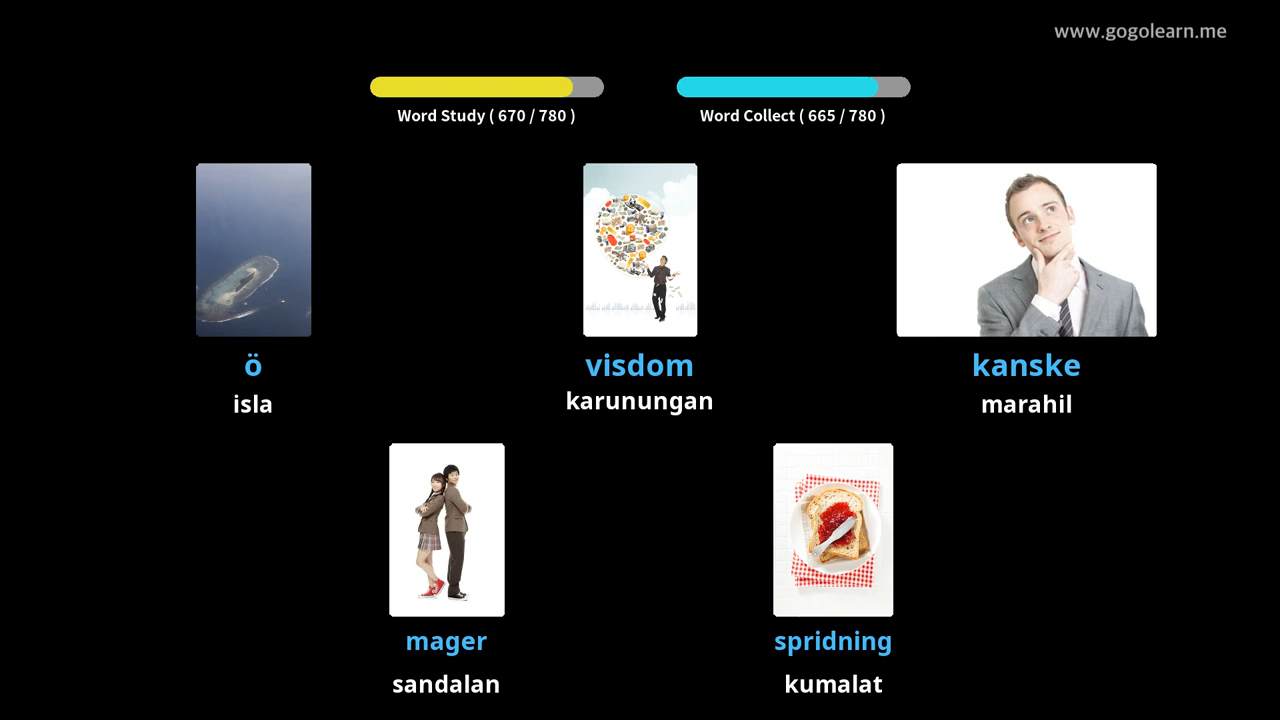 www.gogolearn.me
Word Study ( 670 / 780 )
Word Collect ( 665 / 780 )
ö
isla
visdom
karunungan
kanske
marahil
mager
sandalan
spridning
kumalat